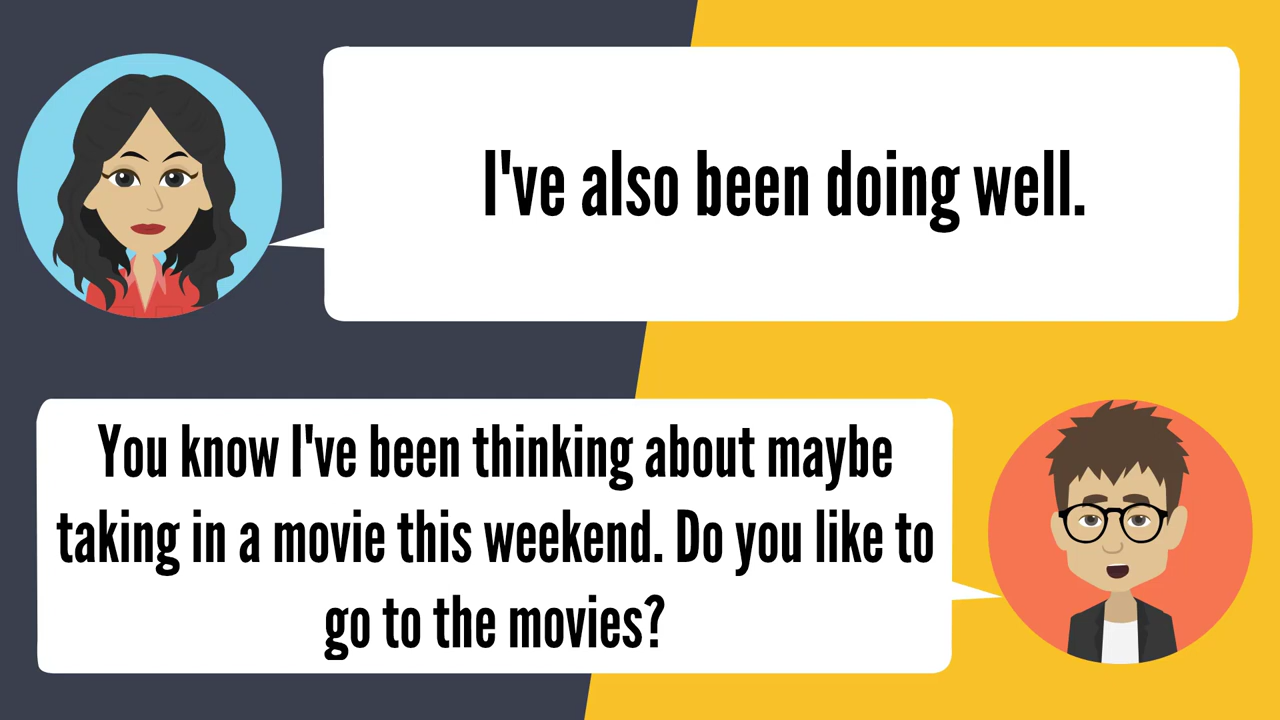 I've also been doing well.
You know I've been thinking about maybe
taking in a movie this weekend. Do you like to
go to the movies?